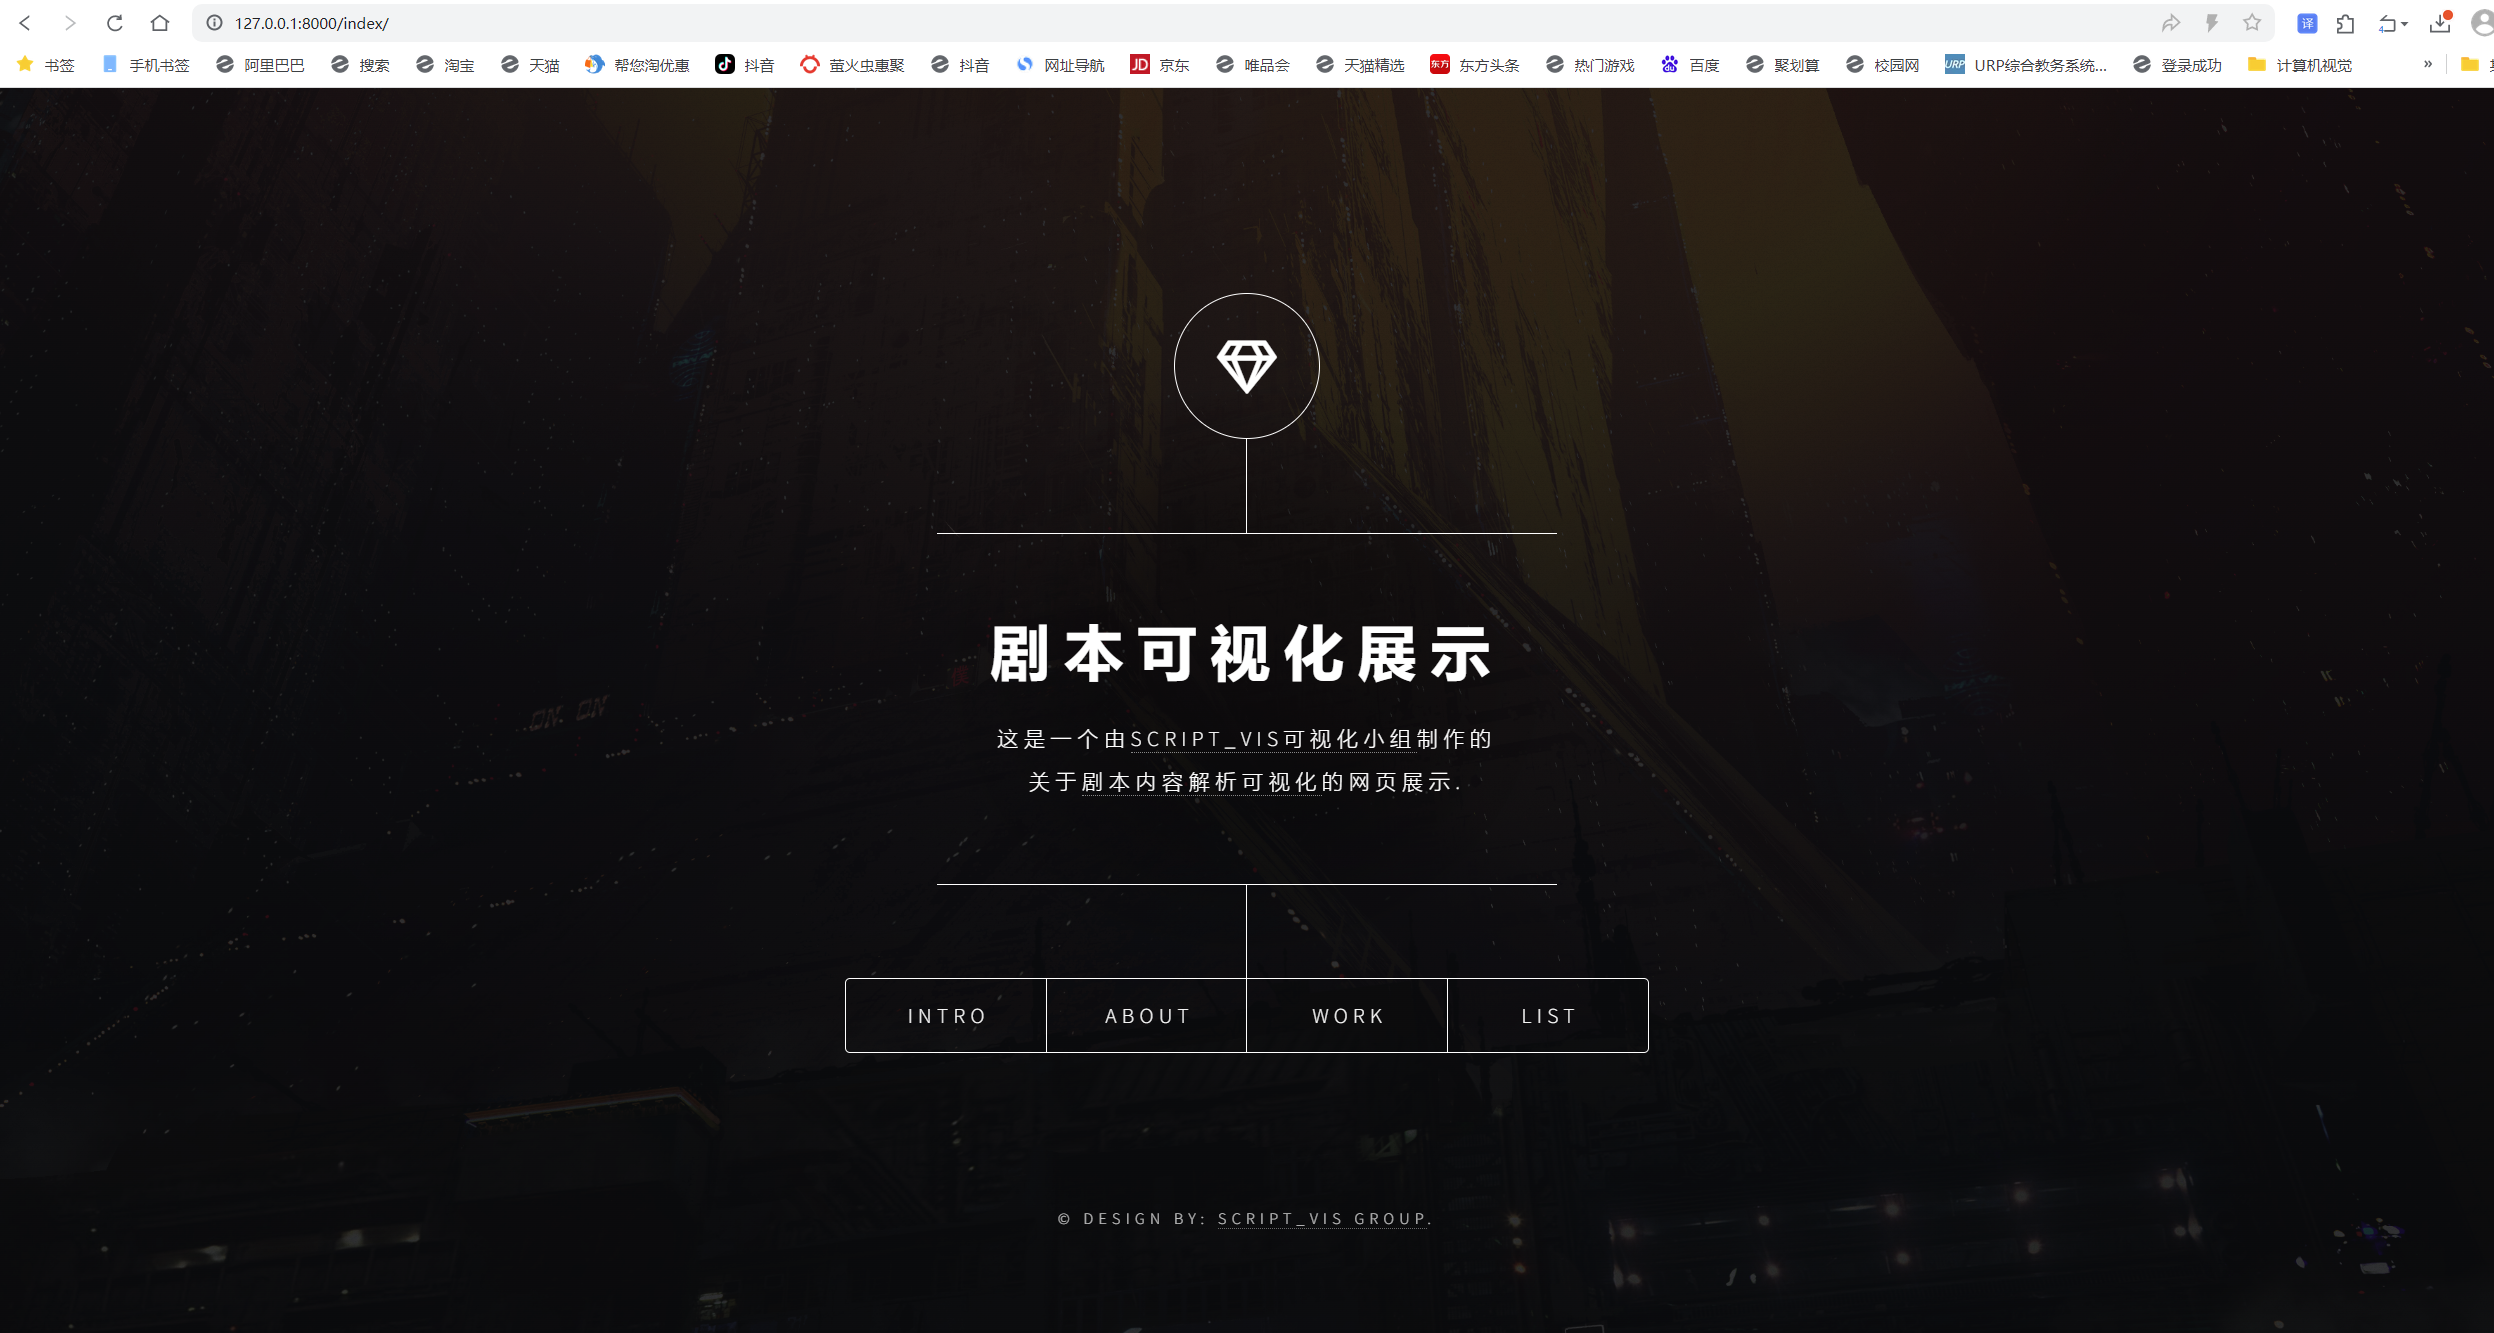 127.0.0.1:8000/index/
译
书签 手机书签 阿里巴巴 搜索 淘宝 天猫 帮您淘优惠 抖音 萤火虫惠聚 抖音 网址导航 JD 京东 唯品会 天猫精选 东方 东方头条 热门游戏 百度 聚划算 校园网 URP URP综合教务系统... 登录成功 计算机视觉 »
剧本可视化展示
这是一个由SCRIPT_VIS可视化小组制作的
关于剧本内容解析可视化的网页展示.
INTRO ABOUT WORK LIST
© DESIGN BY: SCRIPT_VIS GROUP.